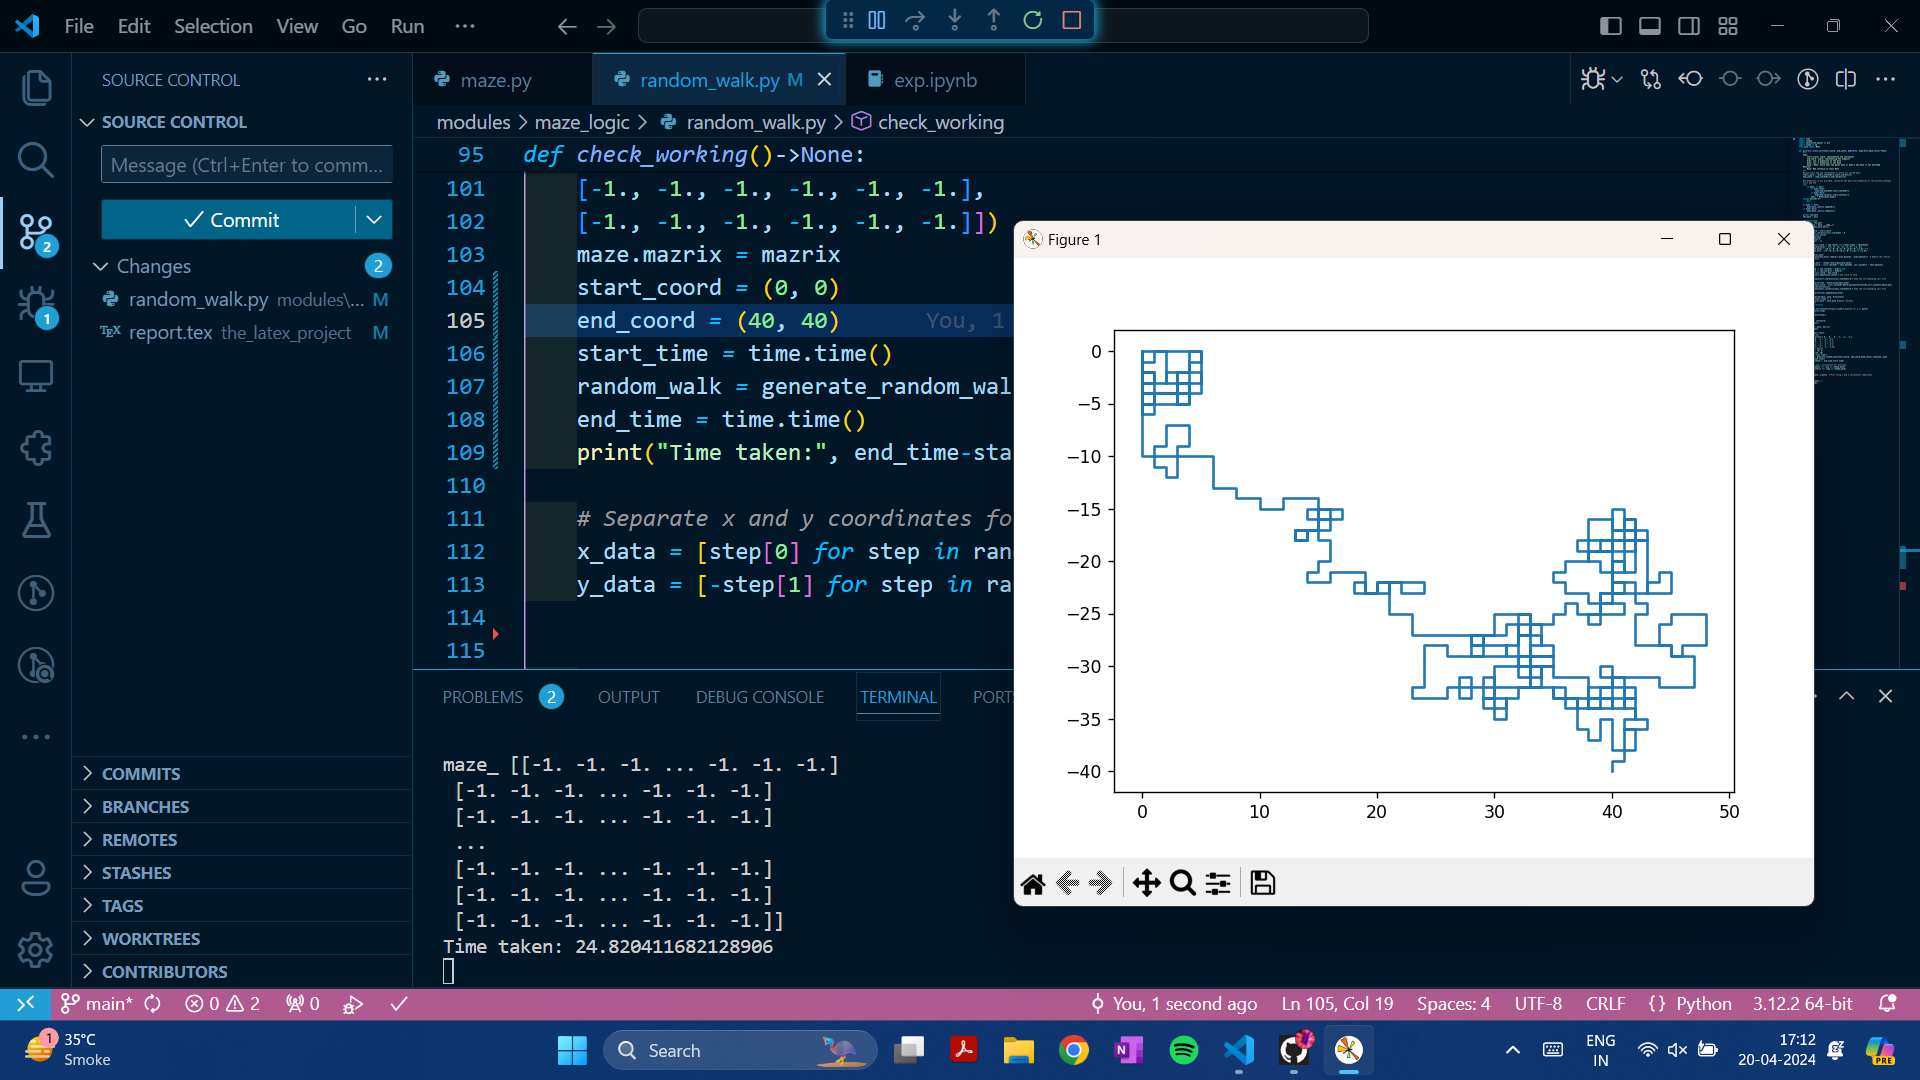 File Edit Selection View Go Run ...
SOURCE CONTROL
SOURCE CONTROL
Message (Ctrl+Enter to comm...
Commit
Changes 2
random_walk.py modules\... M
report.tex the_latex_project M
2
1
COMMITS
BRANCHES
REMOTES
STASHES
TAGS
WORKTREES
CONTRIBUTORS
maze.py random_walk.py M exp.ipynb
modules > maze_logic > random_walk.py > check_working
95 def check_working()->None:
101 [-1., -1., -1., -1., -1., -1.],
102 [-1., -1., -1., -1., -1., -1.]])
103 maze.mazrix = mazrix
104 start_coord = (0, 0)
105 end_coord = (40, 40) You, 1
106 start_time = time.time()
107 random_walk = generate_random_wal
108 end_time = time.time()
109 print("Time taken:", end_time-sta
110
111 # Separate x and y coordinates fo
112 x_data = [step[0] for step in ran
113 y_data = [-step[1] for step in ra
114
115
PROBLEMS 2 OUTPUT DEBUG CONSOLE TERMINAL PORT
maze_ [[-1. -1. -1. ... -1. -1. -1.]
[-1. -1. -1. ... -1. -1. -1.]
[-1. -1. -1. ... -1. -1. -1.]
...
[-1. -1. -1. ... -1. -1. -1.]
[-1. -1. -1. ... -1. -1. -1.]
[-1. -1. -1. ... -1. -1. -1.]]
Time taken: 24.820411682128906
Figure 1
0
−5
−10
−15
−20
−25
−30
−35
−40
0 10 20 30 40 50
main* 0 2 0
You, 1 second ago Ln 105, Col 19 Spaces: 4 UTF-8 CRLF {} Python 3.12.2 64-bit
1 35°C
Smoke
Search
ENG
IN
17:12
20-04-2024
PRE